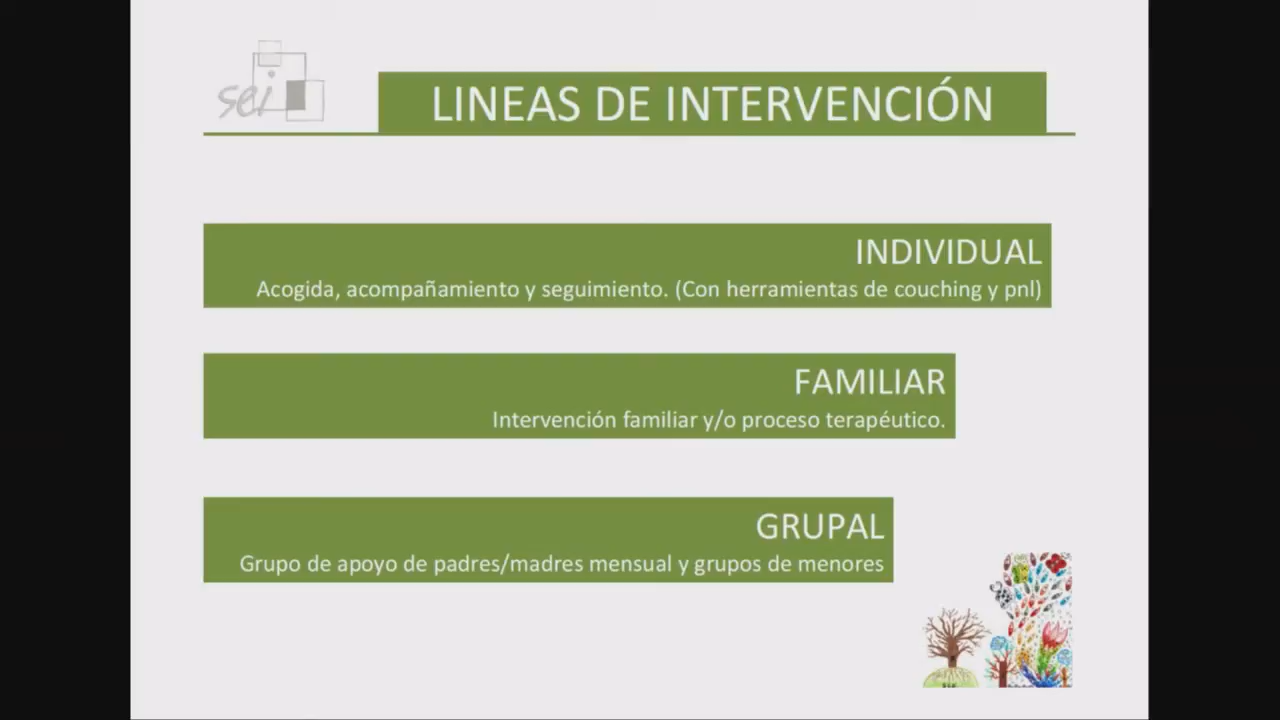 sei
LINEAS DE INTERVENCIÓN
INDIVIDUAL
Acogida, acompañamiento y seguimiento. (Con herramientas de couching y pnl)
FAMILIAR
Intervención familiar y/o proceso terapéutico.
GRUPAL
Grupo de apoyo de padres/madres mensual y grupos de menores